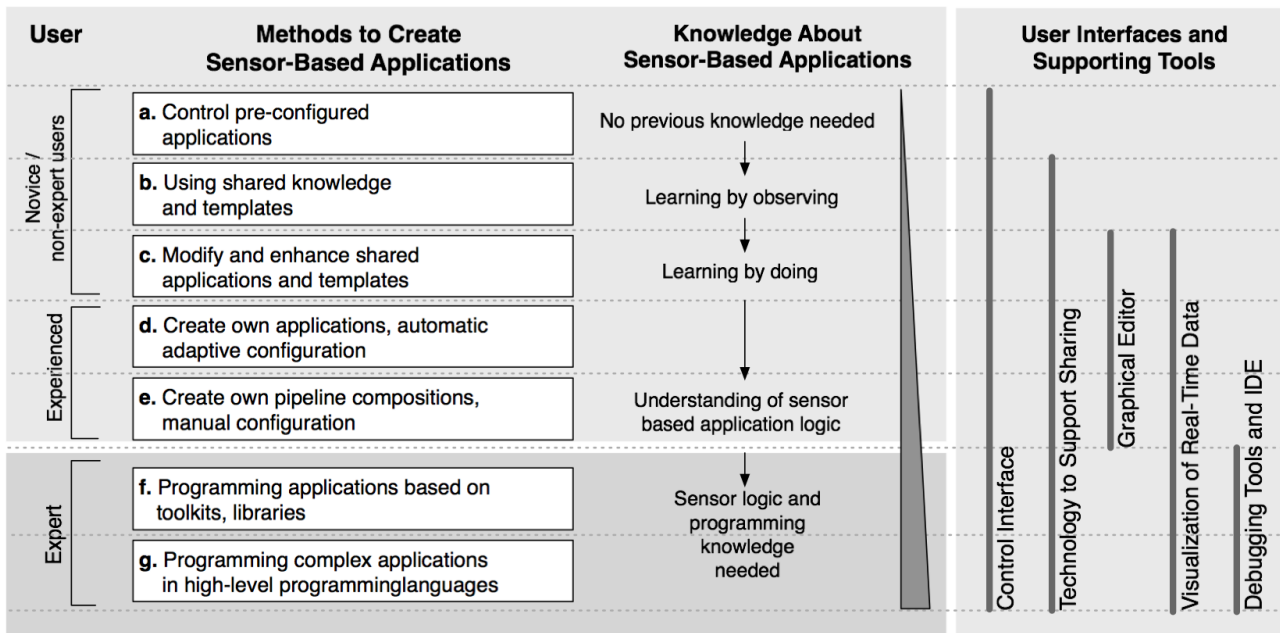 User
Methods to Create
Sensor-Based Applications
Knowledge About
Sensor-Based Applications
User Interfaces and
Supporting Tools
Novice /
non-expert users
a. Control pre-configured
applications
No previous knowledge needed
b. Using shared knowledge
and templates
Learning by observing
c. Modify and enhance shared
applications and templates
Learning by doing
Experienced
d. Create own applications, automatic
adaptive configuration
e. Create own pipeline compositions,
manual configuration
Understanding of sensor
based application logic
Expert
f. Programming applications based on
toolkits, libraries
g. Programming complex applications
in high-level programminglanguages
Sensor logic and
programming
knowledge
needed
Control Interface
Technology to Support Sharing
Graphical Editor
Visualization of Real-Time Data
Debugging Tools and IDE